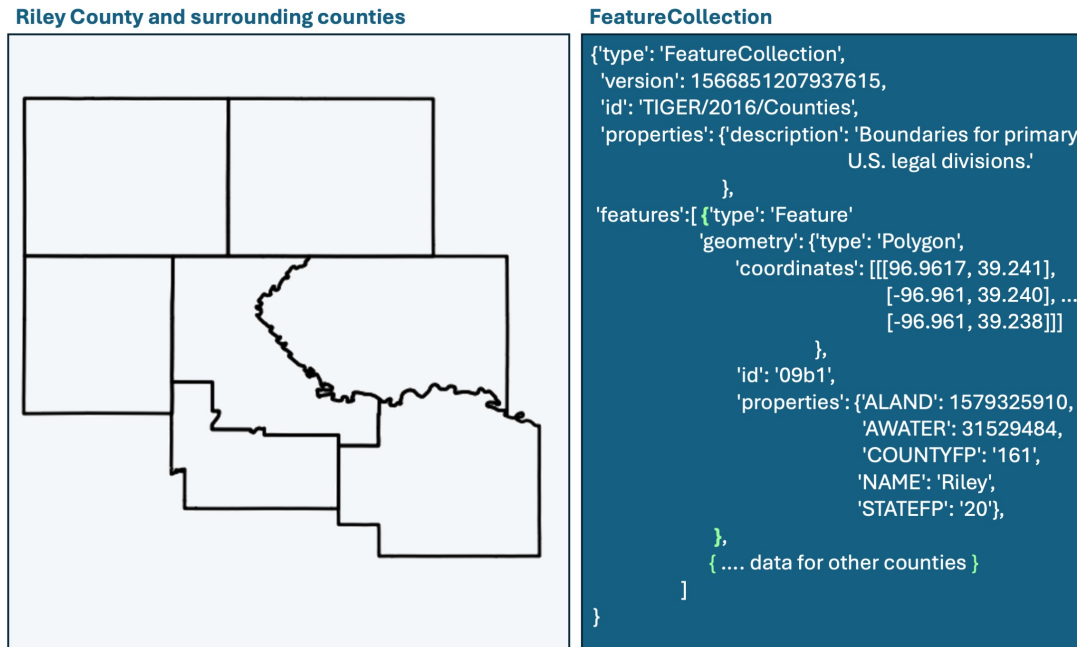 Riley County and surrounding counties
FeatureCollection
{'type': 'FeatureCollection',
'version': 1566851207937615,
'id': 'TIGER/2016/Counties',
'properties': {'description': 'Boundaries for primary
U.S. legal divisions.'
},
'features':[ {'type': 'Feature'
'geometry': {'type': 'Polygon',
'coordinates': [[[96.9617, 39.241],
[-96.961, 39.240], ...
[-96.961, 39.238]]]
},
'id': '09b1',
'properties': {'ALAND': 1579325910,
'AWATER': 31529484,
'COUNTYFP': '161',
'NAME': 'Riley',
'STATEFP': '20'},
},
{ .... data for other counties }
]
}